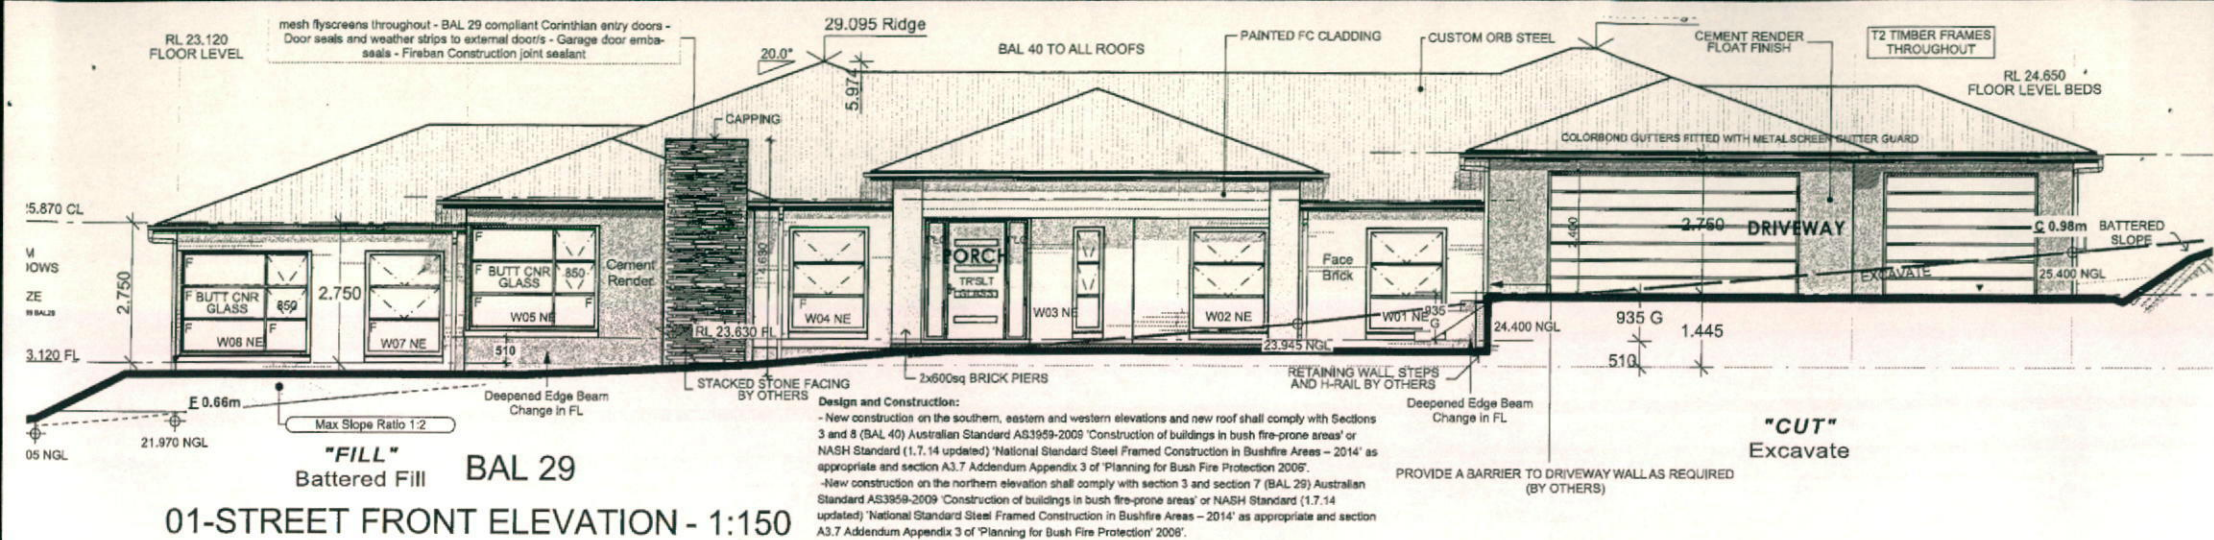 mesh flyscreens throughout - BAL 29 compliant Corinthian entry doors -
Door seals and weather strips to external door/s - Garage door emba-
seals - Fireban Construction joint sealant
RL 23.120
FLOOR LEVEL
29.095 Ridge
20.0°
5.974
BAL 40 TO ALL ROOFS
PAINTED FC CLADDING
CUSTOM ORB STEEL
CEMENT RENDER
FLOAT FINISH
T2 TIMBER FRAMES
THROUGHOUT
RL 24.650
FLOOR LEVEL BEDS
CAPPING
COLORBOND GUTTERS FITTED WITH METAL SCREEN GUTTER GUARD
5.870 CL
OWS
ZE
3.120 FL
05 NGL
2.750
F
BUTT CNR
GLASS
850
F
F
W08 NE
2.750
F
W07 NE
F
F BUTT CNR
GLASS
850
F
W05 NE
510
Cement
Render
4.690
RL 23.630 FL
F
W04 NE
PORCH
TR'SLT
GLASS
W03 NE
F
W02 NE
Face
Brick
F
W01 NE
935
G
2.400
2.750
DRIVEWAY
C 0.98m
BATTERED
SLOPE
EXCAVATE
25.400 NGL
24.400 NGL
23.945 NGL
935 G
1.445
510
F 0.66m
21.970 NGL
Max Slope Ratio 1:2
Deepened Edge Beam
Change in FL
STACKED STONE FACING
BY OTHERS
2x600sq BRICK PIERS
RETAINING WALL, STEPS
AND H-RAIL BY OTHERS
Deepened Edge Beam
Change in FL
"FILL"
Battered Fill
BAL 29
"CUT"
Excavate
PROVIDE A BARRIER TO DRIVEWAY WALL AS REQUIRED
(BY OTHERS)
Design and Construction:
- New construction on the southern, eastern and western elevations and new roof shall comply with Sections
3 and 8 (BAL 40) Australian Standard AS3959-2009 'Construction of buildings in bush fire-prone areas' or
NASH Standard (1.7.14 updated) 'National Standard Steel Framed Construction in Bushfire Areas – 2014' as
appropriate and section A3.7 Addendum Appendix 3 of 'Planning for Bush Fire Protection 2006'.
-New construction on the northern elevation shall comply with section 3 and section 7 (BAL 29) Australian
Standard AS3959-2009 'Construction of buildings in bush fire-prone areas' or NASH Standard (1.7.14
updated) 'National Standard Steel Framed Construction in Bushfire Areas – 2014' as appropriate and section
A3.7 Addendum Appendix 3 of 'Planning for Bush Fire Protection' 2006'.
01-STREET FRONT ELEVATION - 1:150